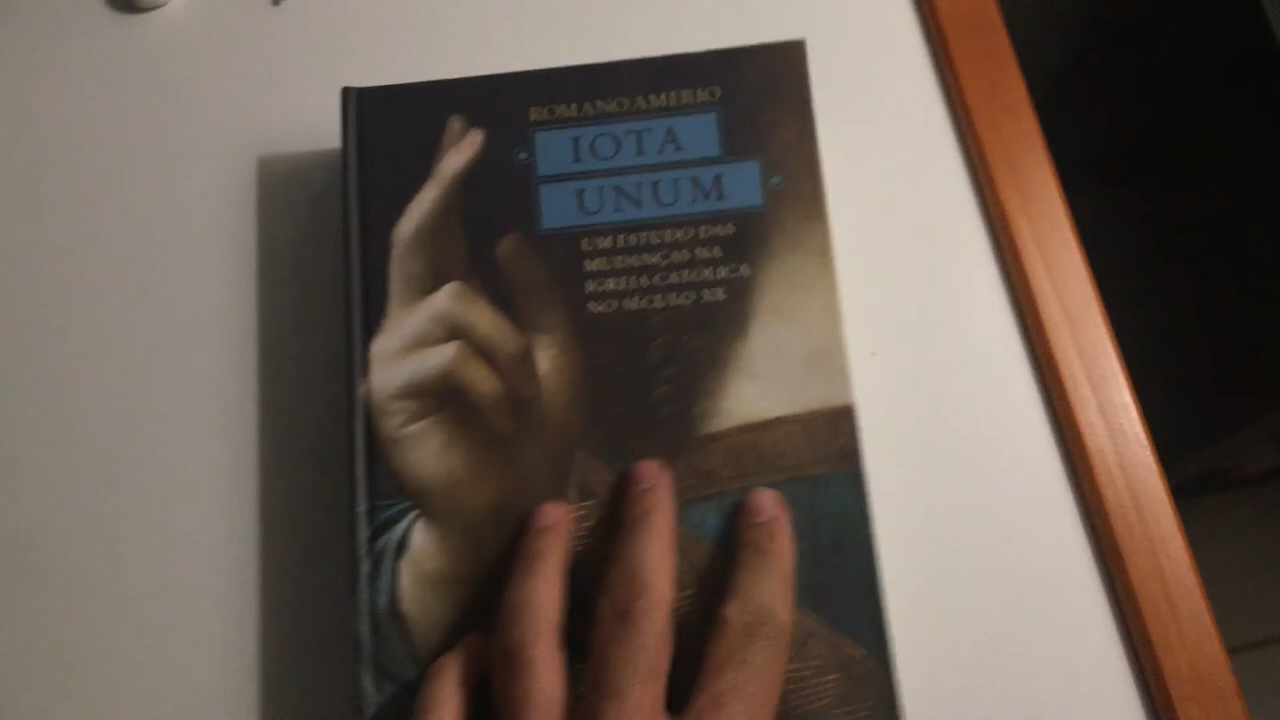 ROMANO AMERIO
IOTA
UNUM
UM ESTUDO DAS
MUDANÇAS NA
IGREJA CATÓLICA
NO SÉCULO XX